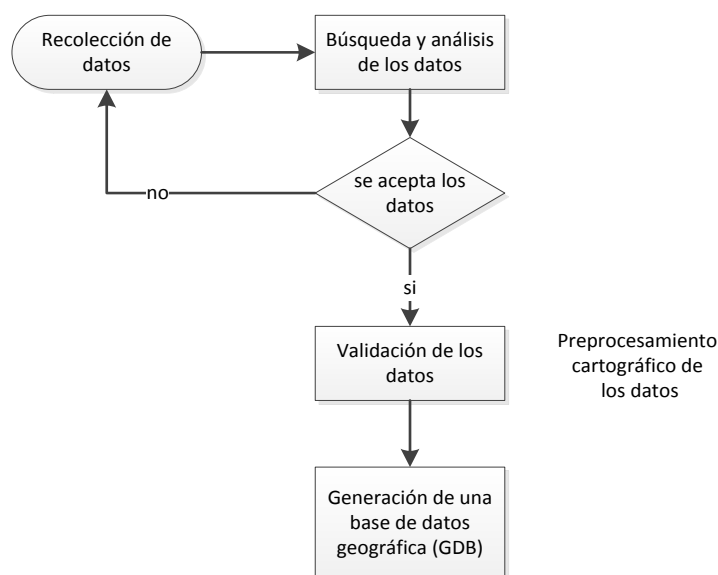 Recolección de
datos
Búsqueda y análisis
de los datos
se acepta los
datos
no
si
Validación de los
datos
Preprocesamiento
cartográfico de
los datos
Generación de una
base de datos
geográfica (GDB)